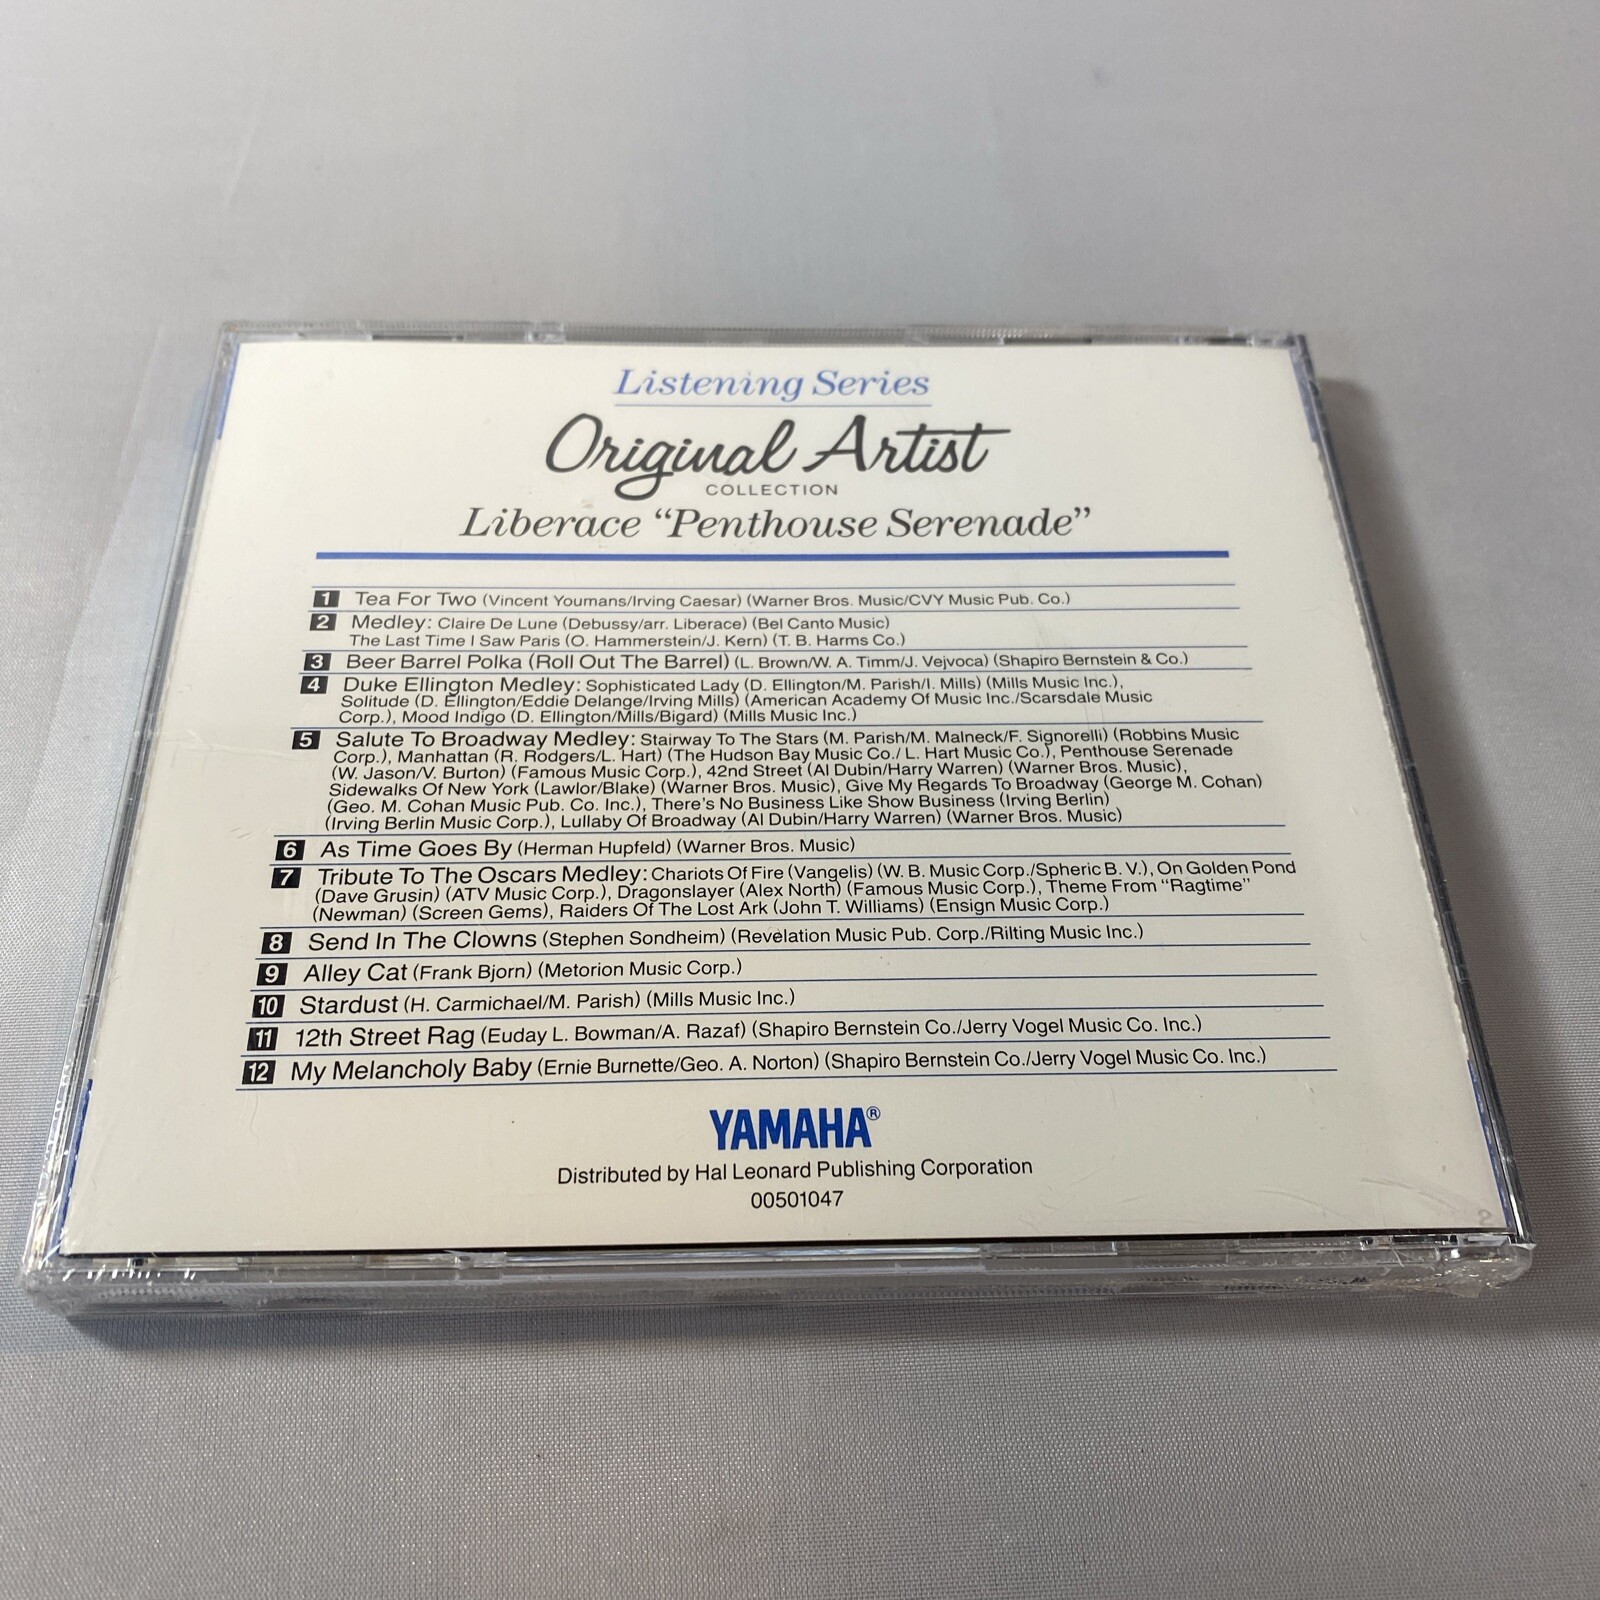 Listening Series
Original Artist
COLLECTION
Liberace “Penthouse Serenade”
1 Tea For Two (Vincent Youmans/Irving Caesar) (Warner Bros. Music/CVY Music Pub. Co.)
2 Medley: Claire De Lune (Debussy/arr. Liberace) (Bel Canto Music)
The Last Time I Saw Paris (O. Hammerstein/J. Kern) (T. B. Harms Co.)
3 Beer Barrel Polka (Roll Out The Barrel) (L. Brown/W. A. Timm/J. Vejvoca) (Shapiro Bernstein & Co.)
4 Duke Ellington Medley: Sophisticated Lady (D. Ellington/M. Parish/I. Mills) (Mills Music Inc.),
Solitude (D. Ellington/Eddie Delange/Irving Mills) (American Academy Of Music Inc./Scarsdale Music
Corp.), Mood Indigo (D. Ellington/Mills/Bigard) (Mills Music Inc.)
5 Salute To Broadway Medley: Stairway To The Stars (M. Parish/M. Malneck/F. Signorelli) (Robbins Music
Corp.), Manhattan (R. Rodgers/L. Hart) (The Hudson Bay Music Co./ L. Hart Music Co.), Penthouse Serenade
(W. Jason/V. Burton) (Famous Music Corp.), 42nd Street (Al Dubin/Harry Warren) (Warner Bros. Music),
Sidewalks Of New York (Lawlor/Blake) (Warner Bros. Music), Give My Regards To Broadway (George M. Cohan)
(Geo. M. Cohan Music Pub. Co. Inc.), There’s No Business Like Show Business (Irving Berlin)
(Irving Berlin Music Corp.), Lullaby Of Broadway (Al Dubin/Harry Warren) (Warner Bros. Music)
6 As Time Goes By (Herman Hupfeld) (Warner Bros. Music)
7 Tribute To The Oscars Medley: Chariots Of Fire (Vangelis) (W. B. Music Corp./Spheric B. V.), On Golden Pond
(Dave Grusin) (ATV Music Corp.), Dragonslayer (Alex North) (Famous Music Corp.), Theme From “Ragtime”
(Newman) (Screen Gems), Raiders Of The Lost Ark (John T. Williams) (Ensign Music Corp.)
8 Send In The Clowns (Stephen Sondheim) (Revelation Music Pub. Corp./Rilting Music Inc.)
9 Alley Cat (Frank Bjorn) (Metorion Music Corp.)
10 Stardust (H. Carmichael/M. Parish) (Mills Music Inc.)
11 12th Street Rag (Euday L. Bowman/A. Razaf) (Shapiro Bernstein Co./Jerry Vogel Music Co. Inc.)
12 My Melancholy Baby (Ernie Burnette/Geo. A. Norton) (Shapiro Bernstein Co./Jerry Vogel Music Co. Inc.)
YAMAHA®
Distributed by Hal Leonard Publishing Corporation
00501047